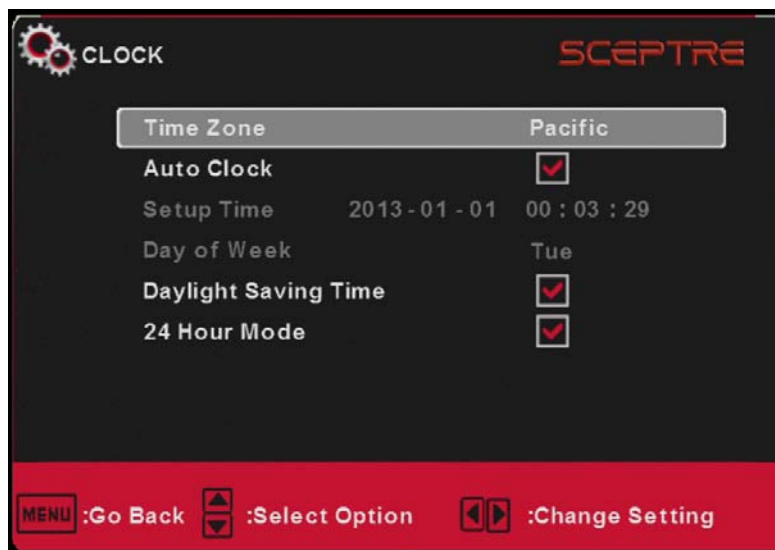 CLOCK
SCEPTRE
Time Zone Pacific
Auto Clock
Setup Time 2013-01-01 00:03:29
Day of Week Tue
Daylight Saving Time
24 Hour Mode
MENU :Go Back :Select Option :Change Setting